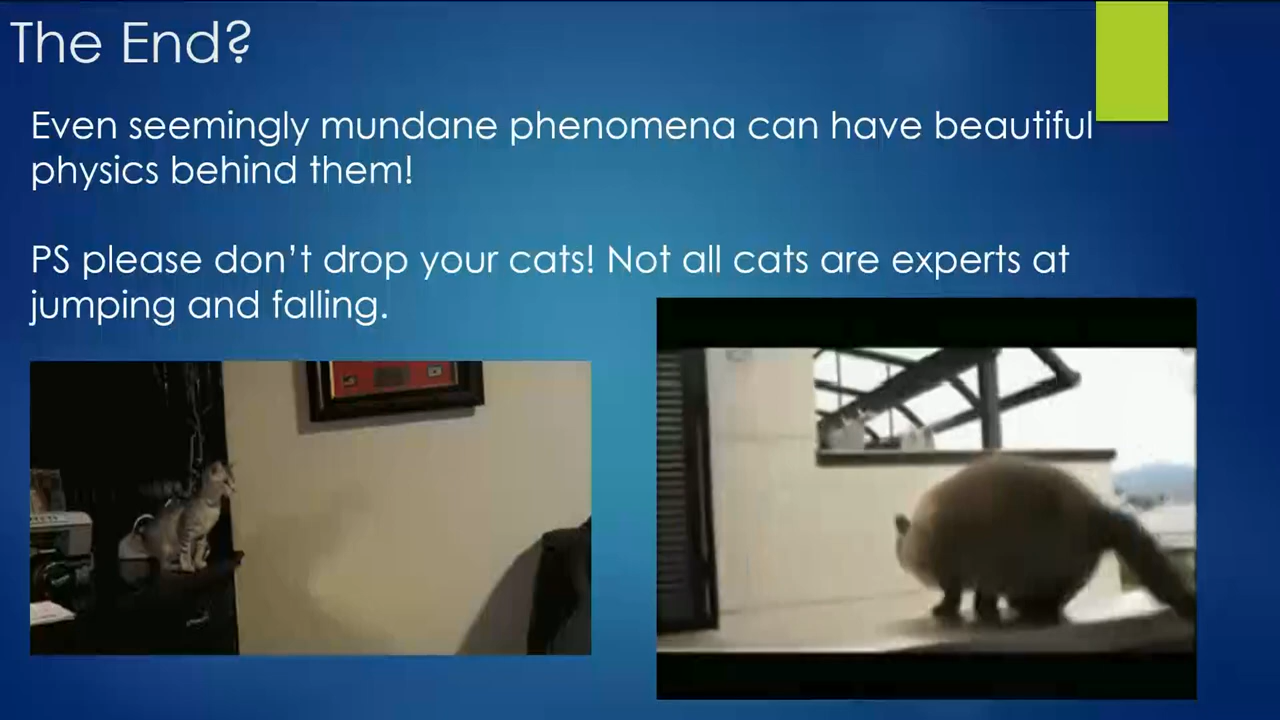 The End?
Even seemingly mundane phenomena can have beautiful
physics behind them!
PS please don't drop your cats! Not all cats are experts at
jumping and falling.